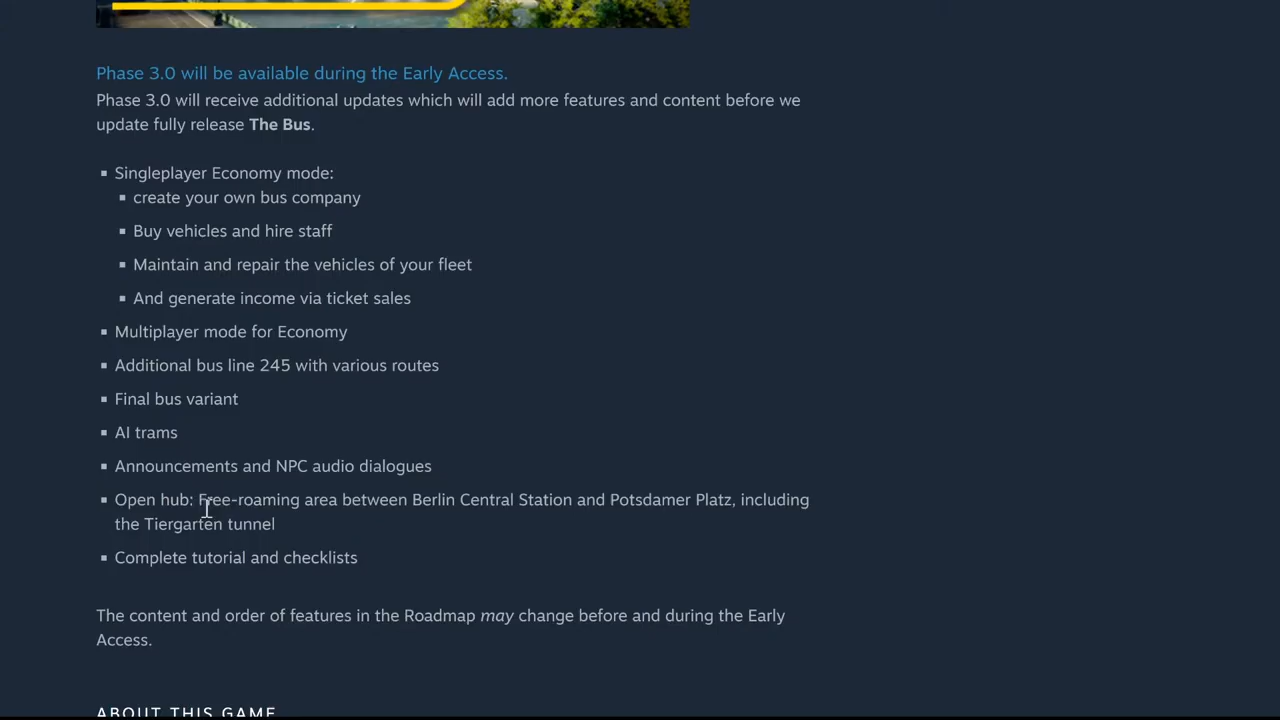 Phase 3.0 will be available during the Early Access.
Phase 3.0 will receive additional updates which will add more features and content before we
update fully release The Bus.
▪ Singleplayer Economy mode:
▪ create your own bus company
▪ Buy vehicles and hire staff
▪ Maintain and repair the vehicles of your fleet
▪ And generate income via ticket sales
▪ Multiplayer mode for Economy
▪ Additional bus line 245 with various routes
▪ Final bus variant
▪ AI trams
▪ Announcements and NPC audio dialogues
▪ Open hub: Free-roaming area between Berlin Central Station and Potsdamer Platz, including
the Tiergarten tunnel
▪ Complete tutorial and checklists
The content and order of features in the Roadmap may change before and during the Early
Access.
ABOUT THIS GAME